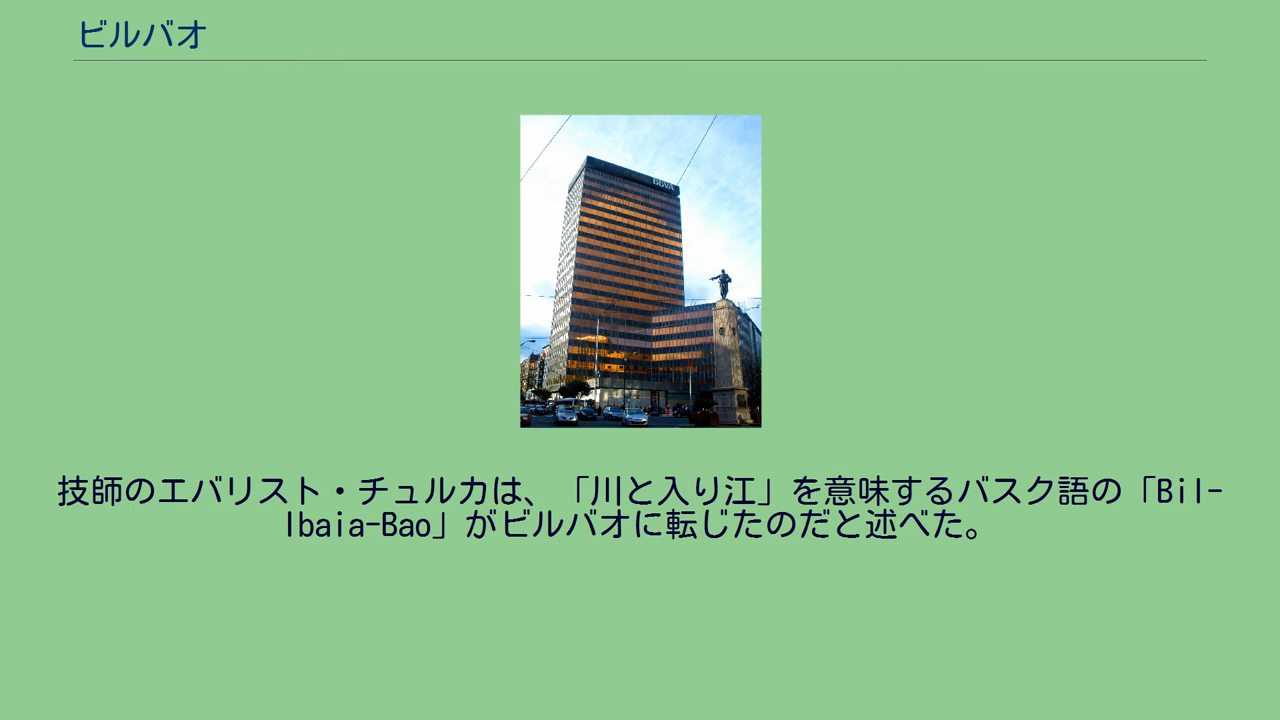 ビルバオ
BBVA
技師のエバリスト・チュルカは、「川と入り江」を意味するバスク語の「Bil-
Ibaia-Bao」がビルバオに転じたのだと述べた。